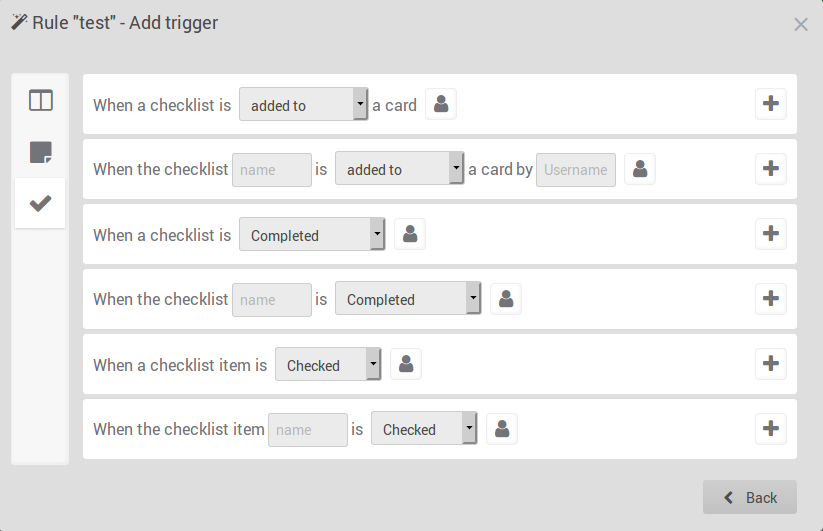 Rule "test" - Add trigger
When a checklist is added to a card
When the checklist name is added to a card by Username
When a checklist is Completed
When the checklist name is Completed
When a checklist item is Checked
When the checklist item name is Checked
Back